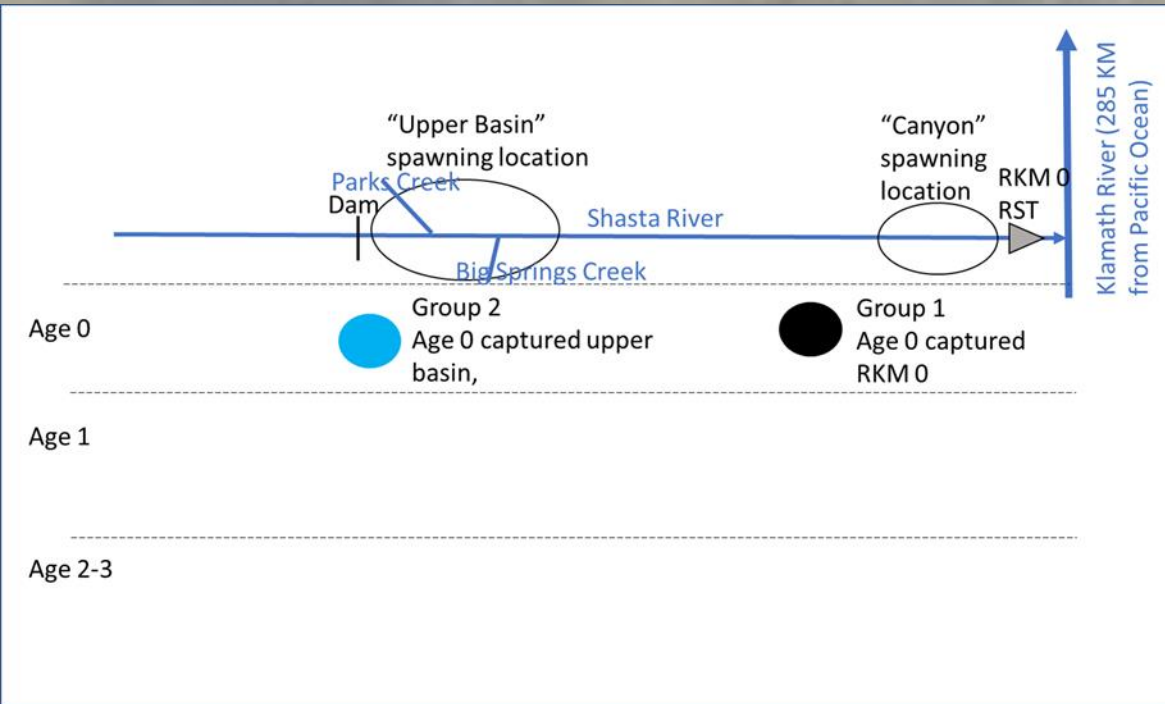 “Upper Basin”
spawning location
Parks Creek
Dam
Shasta River
Big Springs Creek
“Canyon”
spawning
location
RKM 0
RST
Klamath River (285 KM
from Pacific Ocean)
Age 0
Group 2
Age 0 captured upper
basin,
Group 1
Age 0 captured
RKM 0
Age 1
Age 2-3